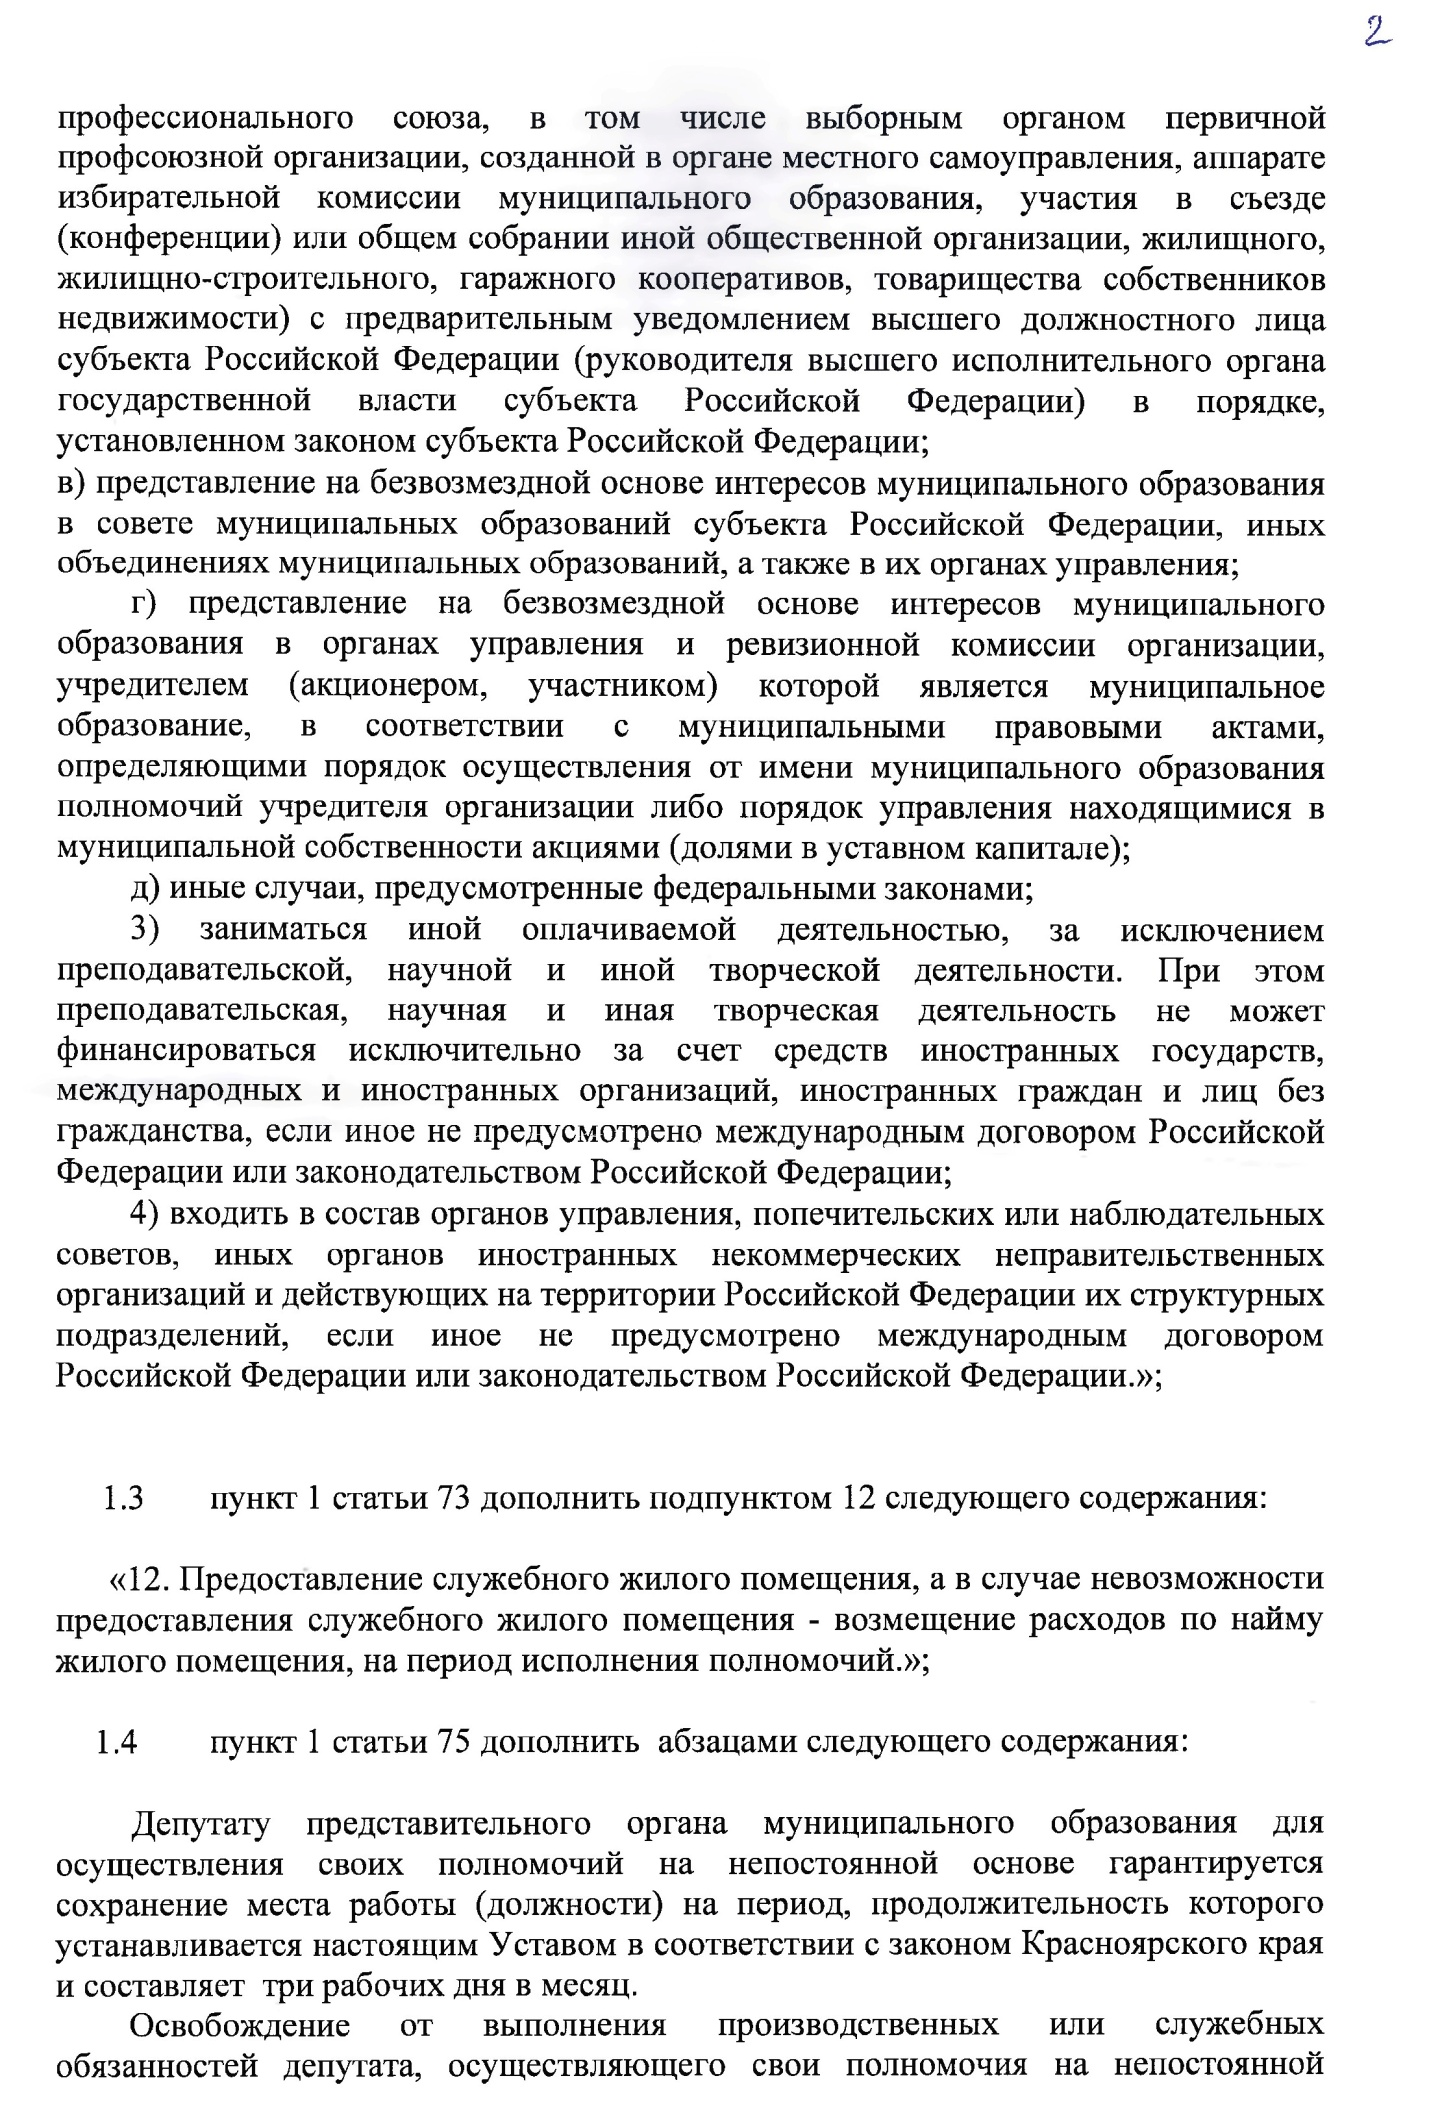 2
профессионального союза, в том числе выборным органом первичной
профсоюзной организации, созданной в органе местного самоуправления, аппарате
избирательной комиссии муниципального образования, участия в съезде
(конференции) или общем собрании иной общественной организации, жилищного,
жилищно-строительного, гаражного кооперативов, товарищества собственников
недвижимости) с предварительным уведомлением высшего должностного лица
субъекта Российской Федерации (руководителя высшего исполнительного органа
государственной власти субъекта Российской Федерации) в порядке,
установленном законом субъекта Российской Федерации;
в) представление на безвозмездной основе интересов муниципального образования
в совете муниципальных образований субъекта Российской Федерации, иных
объединениях муниципальных образований, а также в их органах управления;
г) представление на безвозмездной основе интересов муниципального
образования в органах управления и ревизионной комиссии организации,
учредителем (акционером, участником) которой является муниципальное
образование, в соответствии с муниципальными правовыми актами,
определяющими порядок осуществления от имени муниципального образования
полномочий учредителя организации либо порядок управления находящимися в
муниципальной собственности акциями (долями в уставном капитале);
д) иные случаи, предусмотренные федеральными законами;
3) заниматься иной оплачиваемой деятельностью, за исключением
преподавательской, научной и иной творческой деятельности. При этом
преподавательская, научная и иная творческая деятельность не может
финансироваться исключительно за счет средств иностранных государств,
международных и иностранных организаций, иностранных граждан и лиц без
гражданства, если иное не предусмотрено международным договором Российской
Федерации или законодательством Российской Федерации;
4) входить в состав органов управления, попечительских или наблюдательных
советов, иных органов иностранных некоммерческих неправительственных
организаций и действующих на территории Российской Федерации их структурных
подразделений, если иное не предусмотрено международным договором
Российской Федерации или законодательством Российской Федерации.»;
1.3 пункт 1 статьи 73 дополнить подпунктом 12 следующего содержания:
«12. Предоставление служебного жилого помещения, а в случае невозможности
предоставления служебного жилого помещения - возмещение расходов по найму
жилого помещения, на период исполнения полномочий.»;
1.4 пункт 1 статьи 75 дополнить абзацами следующего содержания:
Депутату представительного органа муниципального образования для
осуществления своих полномочий на непостоянной основе гарантируется
сохранение места работы (должности) на период, продолжительность которого
устанавливается настоящим Уставом в соответствии с законом Красноярского края
и составляет три рабочих дня в месяц.
Освобождение от выполнения производственных или служебных
обязанностей депутата, осуществляющего свои полномочия на непостоянной